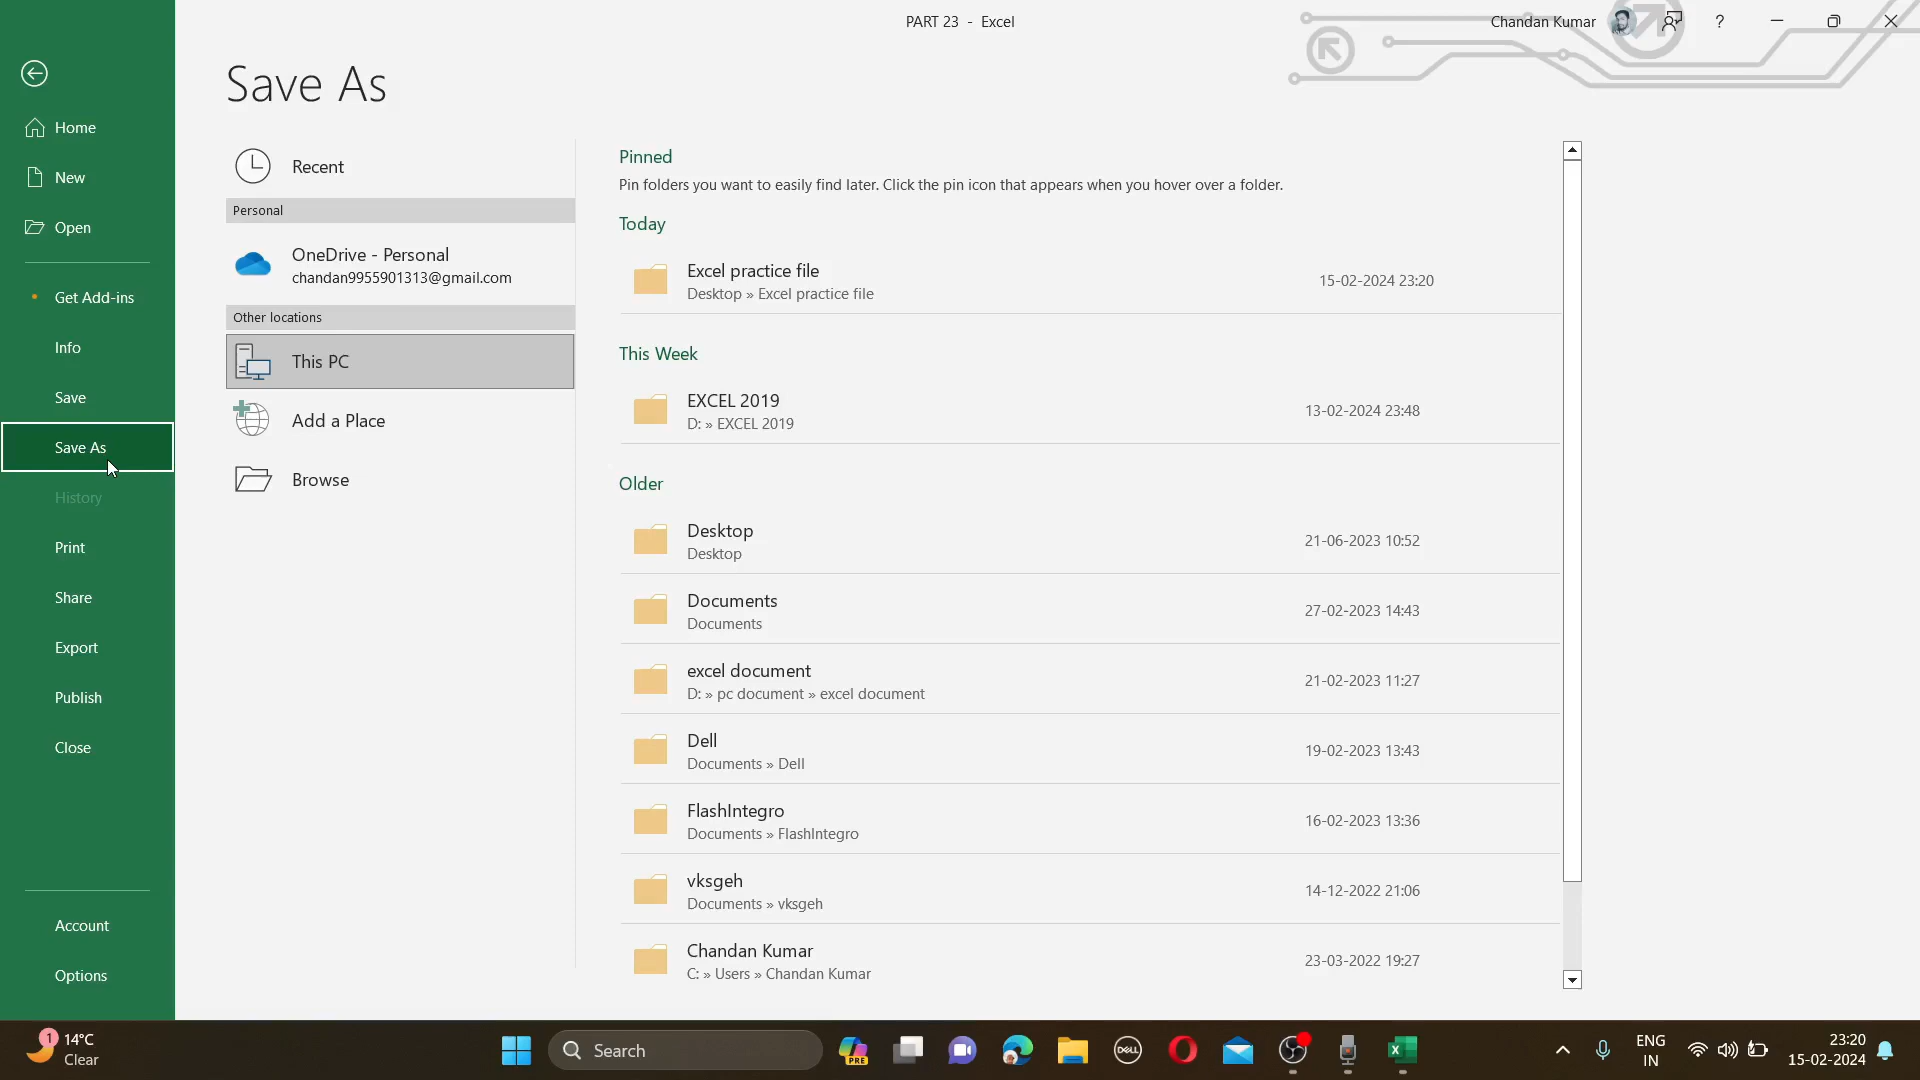 PART 23 - Excel
Chandan Kumar
?
Save As
Home
New
Open
Get Add-ins
Info
Save
Save As
History
Print
Share
Export
Publish
Close
Account
Options
Recent
Personal
OneDrive - Personal
chandan9955901313@gmail.com
Other locations
This PC
Add a Place
Browse
Pinned
Pin folders you want to easily find later. Click the pin icon that appears when you hover over a folder.
Today
Excel practice file 15-02-2024 23:20
Desktop » Excel practice file
This Week
EXCEL 2019 13-02-2024 23:48
D: » EXCEL 2019
Older
Desktop 21-06-2023 10:52
Desktop
Documents 27-02-2023 14:43
Documents
excel document 21-02-2023 11:27
D: » pc document » excel document
Dell 19-02-2023 13:43
Documents » Dell
FlashIntegro 16-02-2023 13:36
Documents » FlashIntegro
vksgeh 14-12-2022 21:06
Documents » vksgeh
Chandan Kumar 23-03-2022 19:27
C: » Users » Chandan Kumar
1
14°C
Clear
Search
PRE
DELL
X
ENG
IN
23:20
15-02-2024